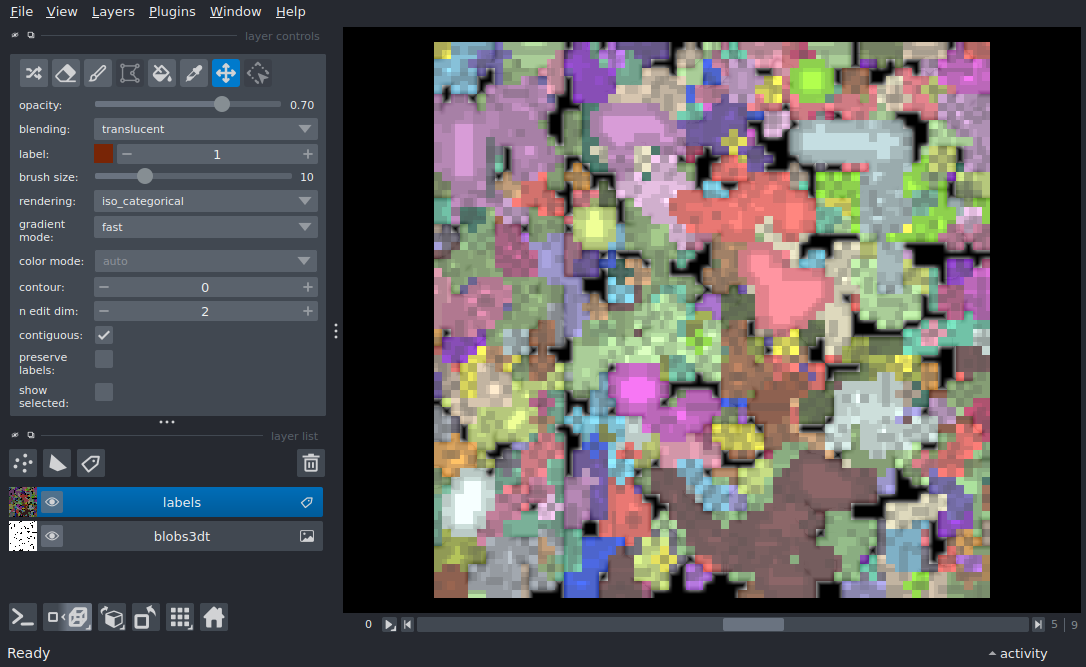 File View Layers Plugins Window Help
layer controls
opacity: 0.70
blending: translucent
label: 1
brush size: 10
rendering: iso_categorical
gradient
mode: fast
color mode: auto
contour: 0
n edit dim: 2
contiguous:
preserve
labels:
show
selected:
layer list
labels
blobs3dt
0 5 | 9
Ready activity